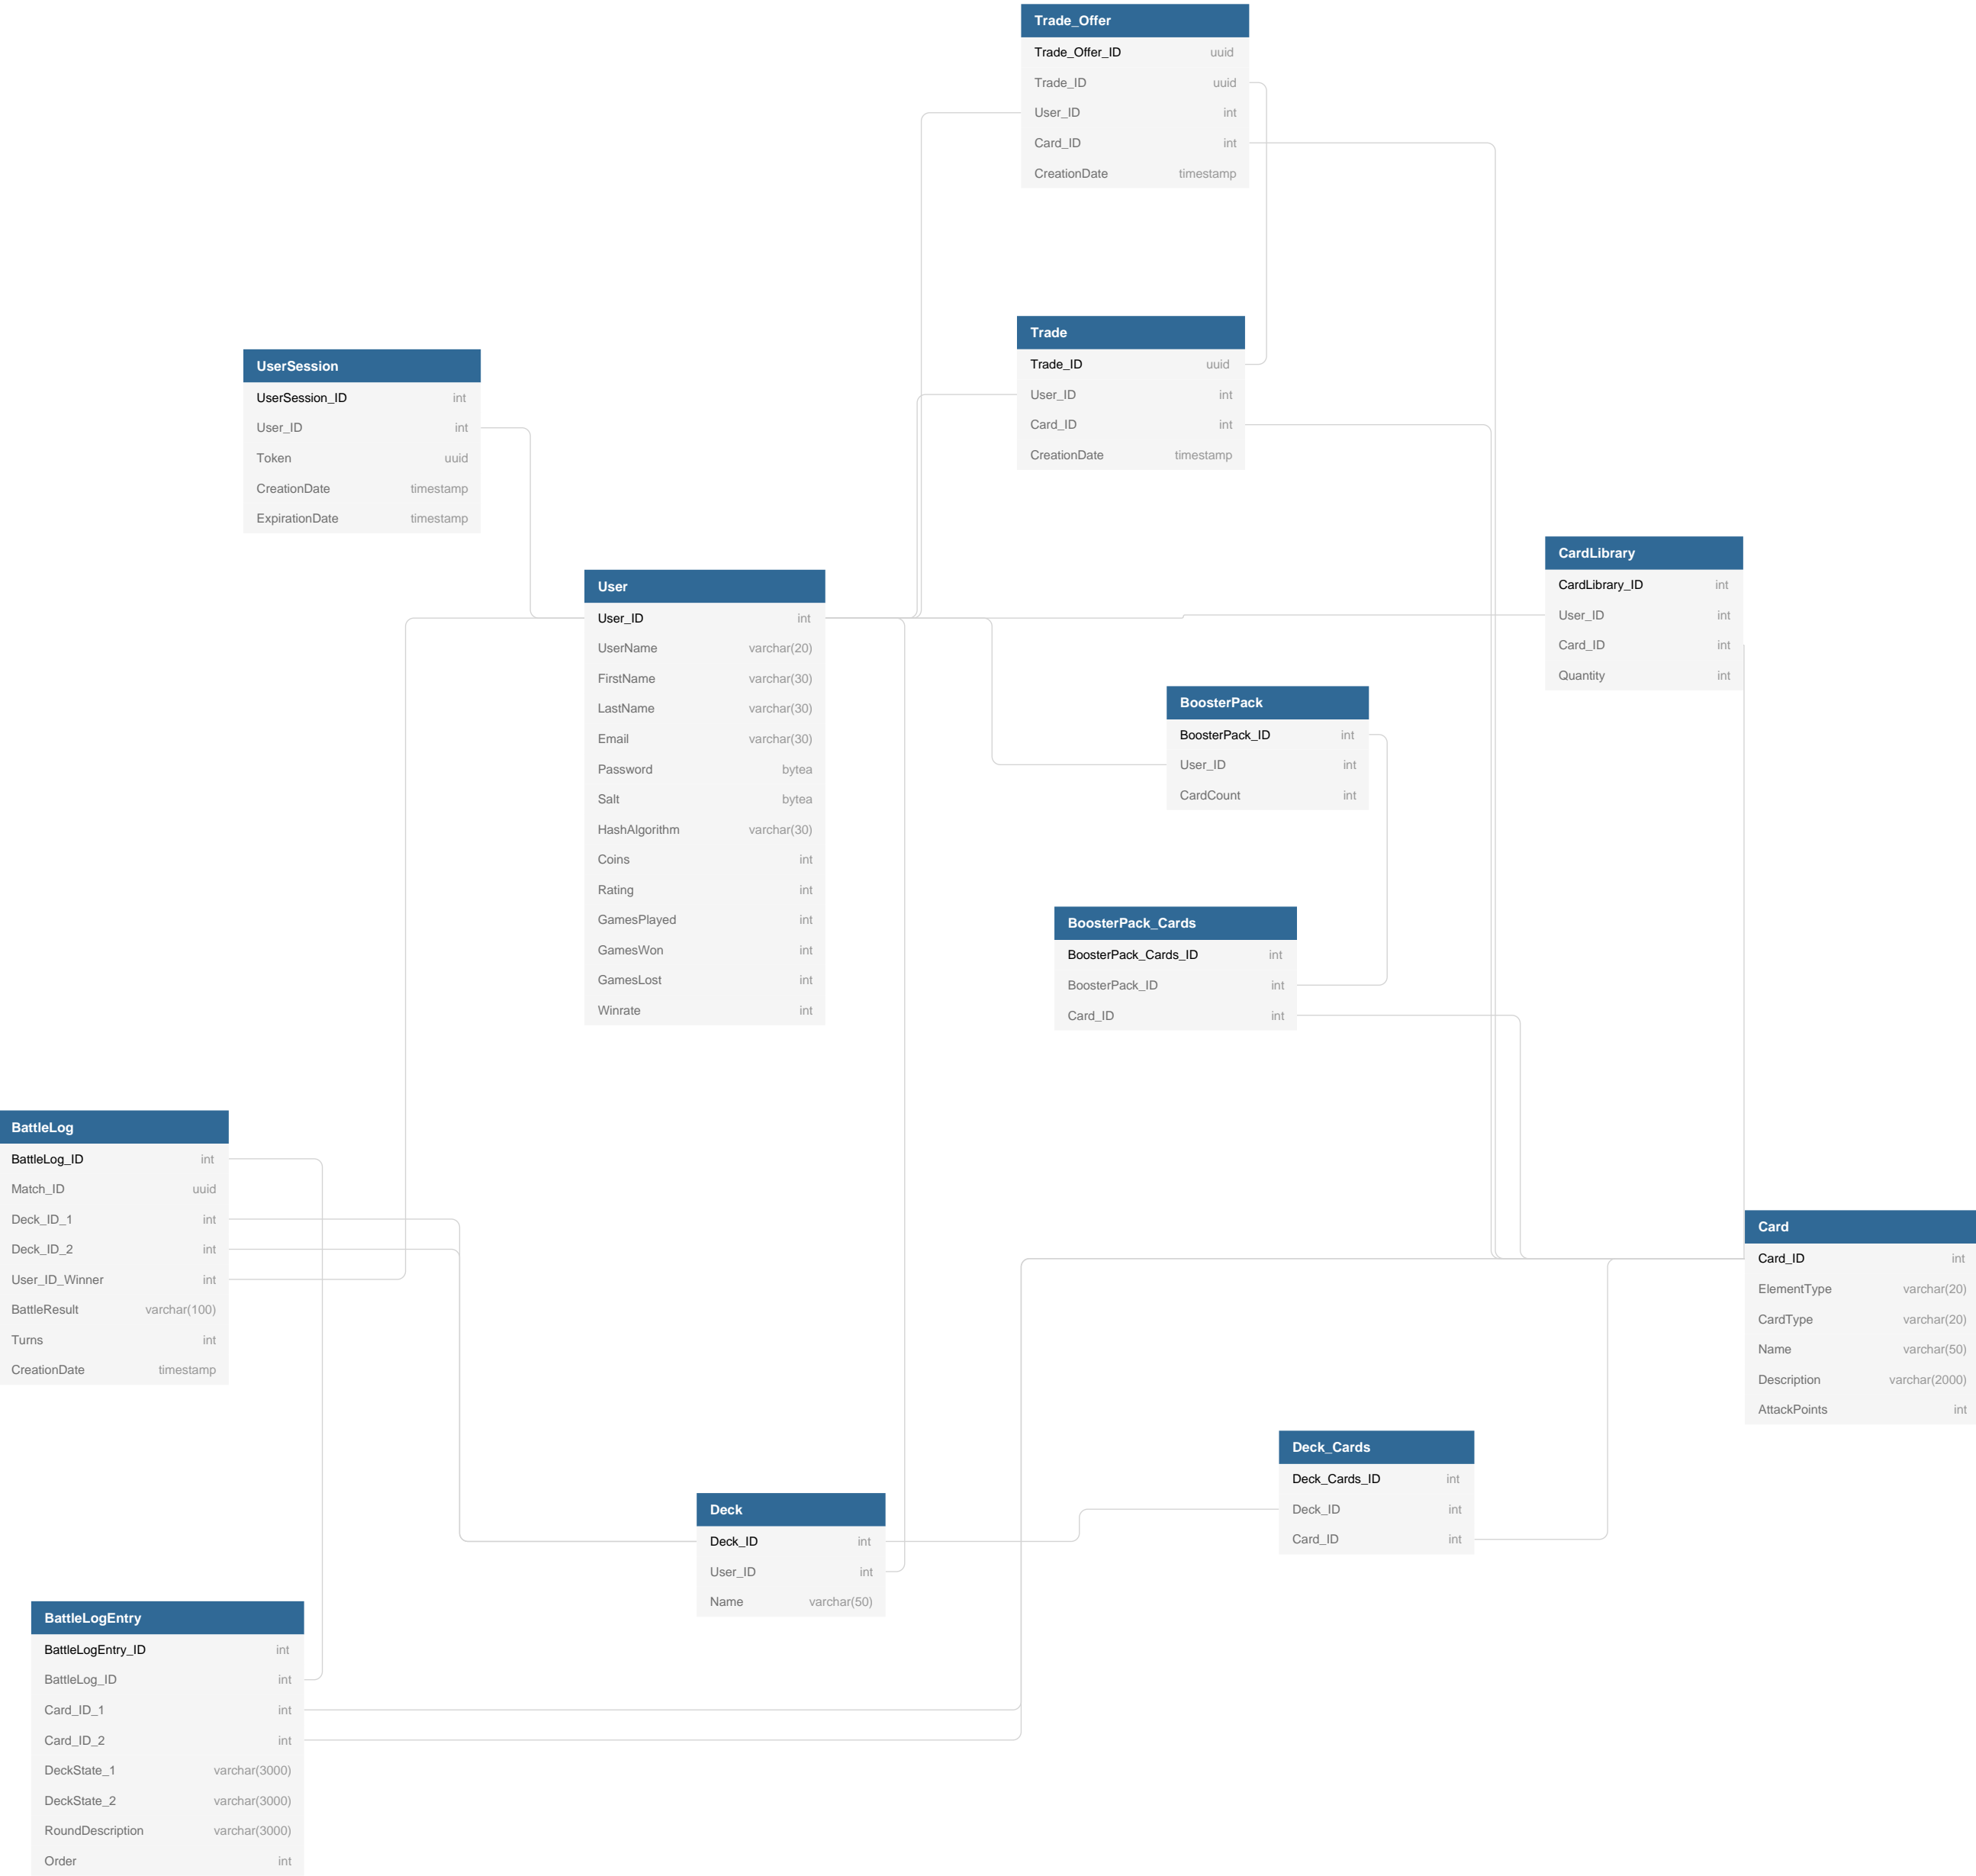 Trade_Offer
Trade_Offer_ID uuid
Trade_ID uuid
User_ID int
Card_ID int
CreationDate timestamp
Trade
Trade_ID uuid
User_ID int
Card_ID int
CreationDate timestamp
UserSession
UserSession_ID int
User_ID int
Token uuid
CreationDate timestamp
ExpirationDate timestamp
CardLibrary
CardLibrary_ID int
User_ID int
Card_ID int
Quantity int
User
User_ID int
UserName varchar(20)
FirstName varchar(30)
LastName varchar(30)
Email varchar(30)
Password bytea
Salt bytea
HashAlgorithm varchar(30)
Coins int
Rating int
GamesPlayed int
GamesWon int
GamesLost int
Winrate int
BoosterPack
BoosterPack_ID int
User_ID int
CardCount int
BoosterPack_Cards
BoosterPack_Cards_ID int
BoosterPack_ID int
Card_ID int
BattleLog
BattleLog_ID int
Match_ID uuid
Deck_ID_1 int
Deck_ID_2 int
User_ID_Winner int
BattleResult varchar(100)
Turns int
CreationDate timestamp
Card
Card_ID int
ElementType varchar(20)
CardType varchar(20)
Name varchar(50)
Description varchar(2000)
AttackPoints int
Deck_Cards
Deck_Cards_ID int
Deck_ID int
Card_ID int
Deck
Deck_ID int
User_ID int
Name varchar(50)
BattleLogEntry
BattleLogEntry_ID int
BattleLog_ID int
Card_ID_1 int
Card_ID_2 int
DeckState_1 varchar(3000)
DeckState_2 varchar(3000)
RoundDescription varchar(3000)
Order int